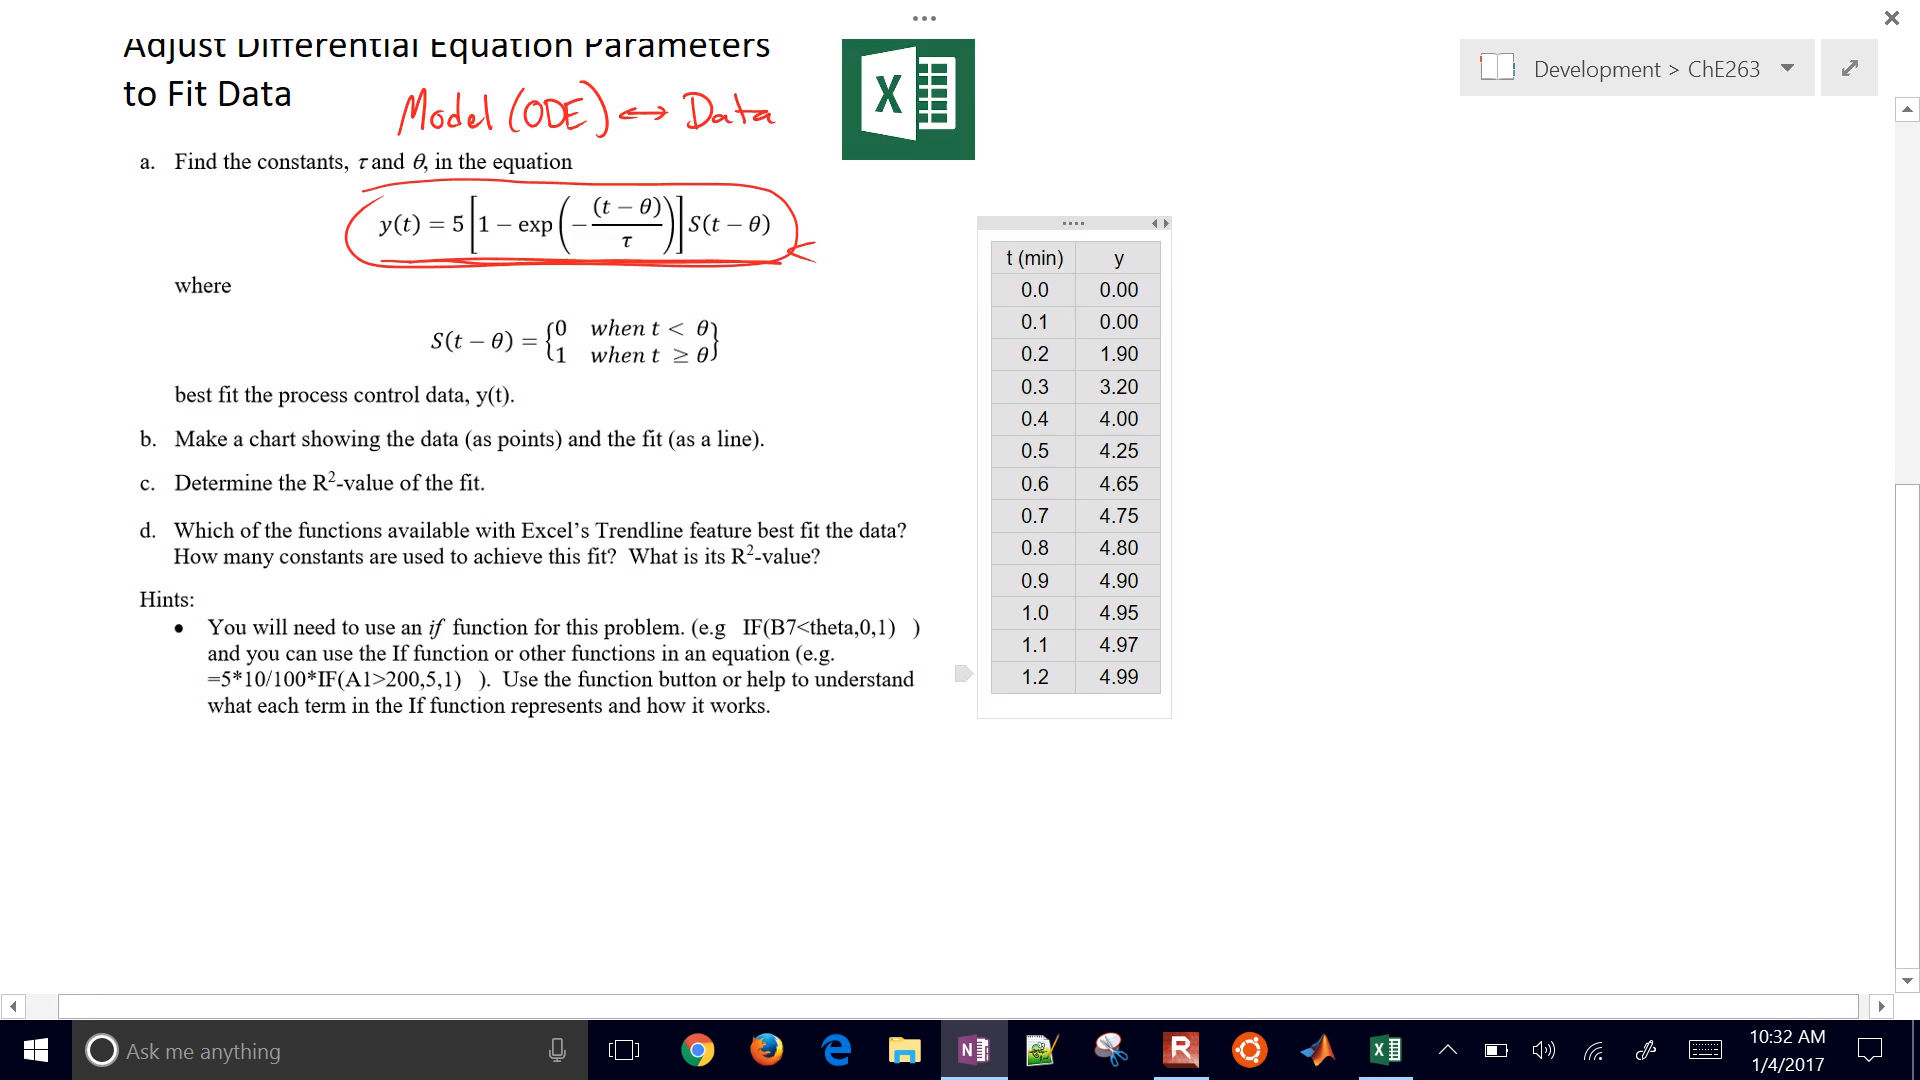 Adjust Differential Equation Parameters
to Fit Data
Model (ODE) ↔ Data
Development > ChE263
a. Find the constants, τ and θ, in the equation
y(t) = 5[1 − exp(−(t − θ)/τ)]S(t − θ)
where
S(t − θ) = {0 when t < θ
1 when t ≥ θ}
best fit the process control data, y(t).
b. Make a chart showing the data (as points) and the fit (as a line).
c. Determine the R²-value of the fit.
d. Which of the functions available with Excel’s Trendline feature best fit the data?
How many constants are used to achieve this fit? What is its R²-value?
Hints:
• You will need to use an if function for this problem. (e.g IF(B7<theta,0,1) )
and you can use the If function or other functions in an equation (e.g.
=5*10/100*IF(A1>200,5,1) ). Use the function button or help to understand
what each term in the If function represents and how it works.
t (min) y
0.0 0.00
0.1 0.00
0.2 1.90
0.3 3.20
0.4 4.00
0.5 4.25
0.6 4.65
0.7 4.75
0.8 4.80
0.9 4.90
1.0 4.95
1.1 4.97
1.2 4.99
Ask me anything
10:32 AM
1/4/2017